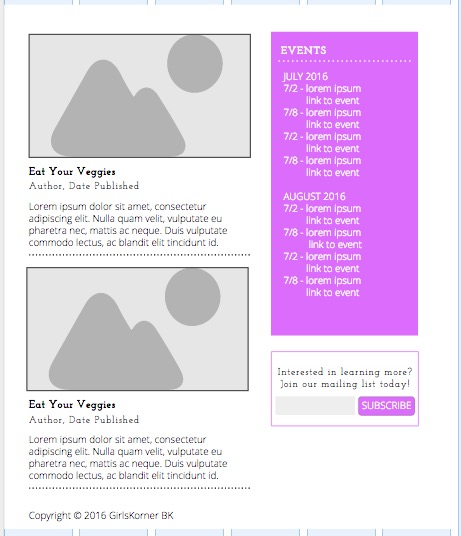 Eat Your Veggies
Author, Date Published
Lorem ipsum dolor sit amet, consectetur
adipiscing elit. Nulla quam velit, vulputate eu
pharetra nec, mattis ac neque. Duis vulputate
commodo lectus, ac blandit elit tincidunt id.
Eat Your Veggies
Author, Date Published
Lorem ipsum dolor sit amet, consectetur
adipiscing elit. Nulla quam velit, vulputate eu
pharetra nec, mattis ac neque. Duis vulputate
commodo lectus, ac blandit elit tincidunt id.
EVENTS
JULY 2016
7/2 - lorem ipsum
link to event
7/8 - lorem ipsum
link to event
7/2 - lorem ipsum
link to event
7/8 - lorem ipsum
link to event
AUGUST 2016
7/2 - lorem ipsum
link to event
7/8 - lorem ipsum
link to event
7/2 - lorem ipsum
link to event
7/8 - lorem ipsum
link to event
Interested in learning more?
Join our mailing list today!
SUBSCRIBE
Copyright © 2016 GirlsKorner BK